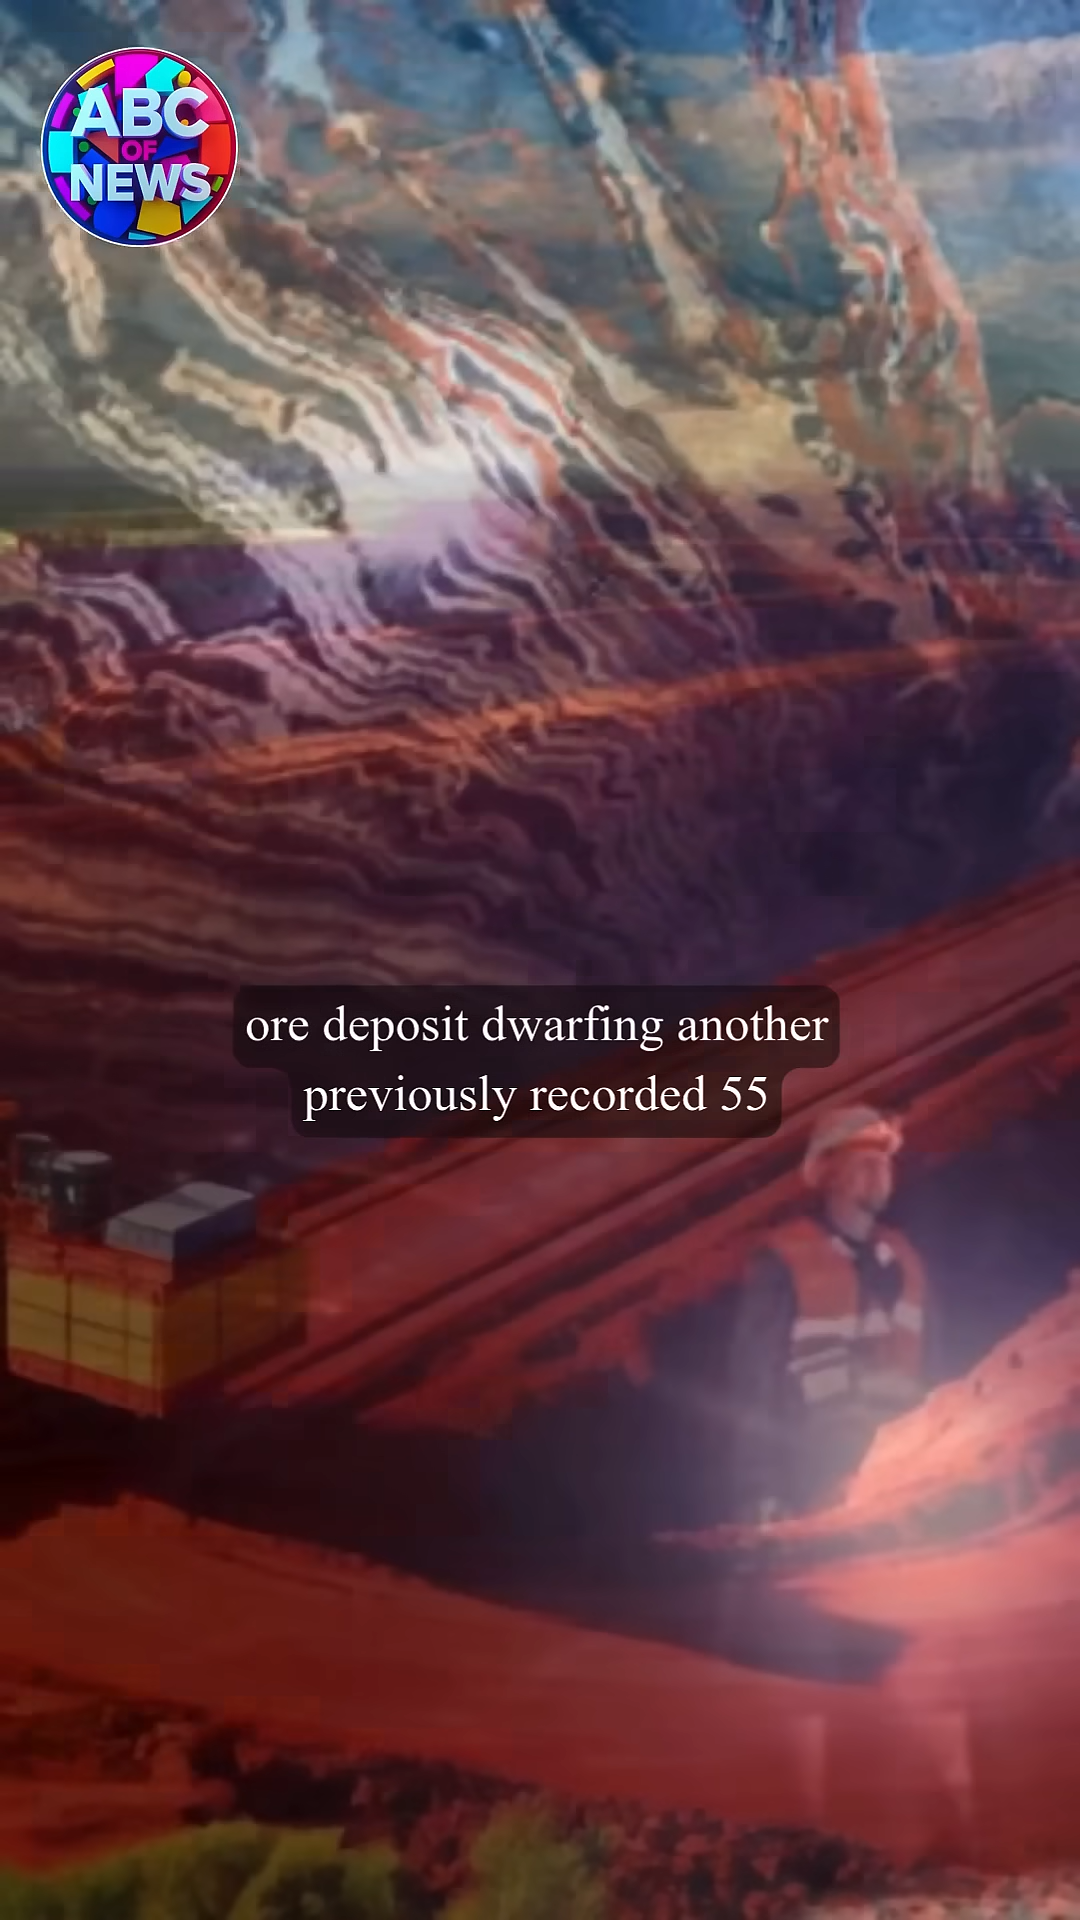 ABC
OF
NEWS
ore deposit dwarfing another
previously recorded 55